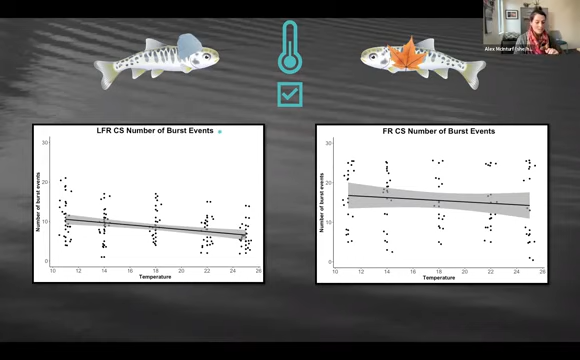 Alex McInturf (she/h...
LFR CS Number of Burst Events
Number of burst events
30
20
10
0
10 12 14 16 18 20 22 24 26
Temperature
FR CS Number of Burst Events
Number of burst events
30
20
10
0
10 12 14 16 18 20 22 24 26
Temperature